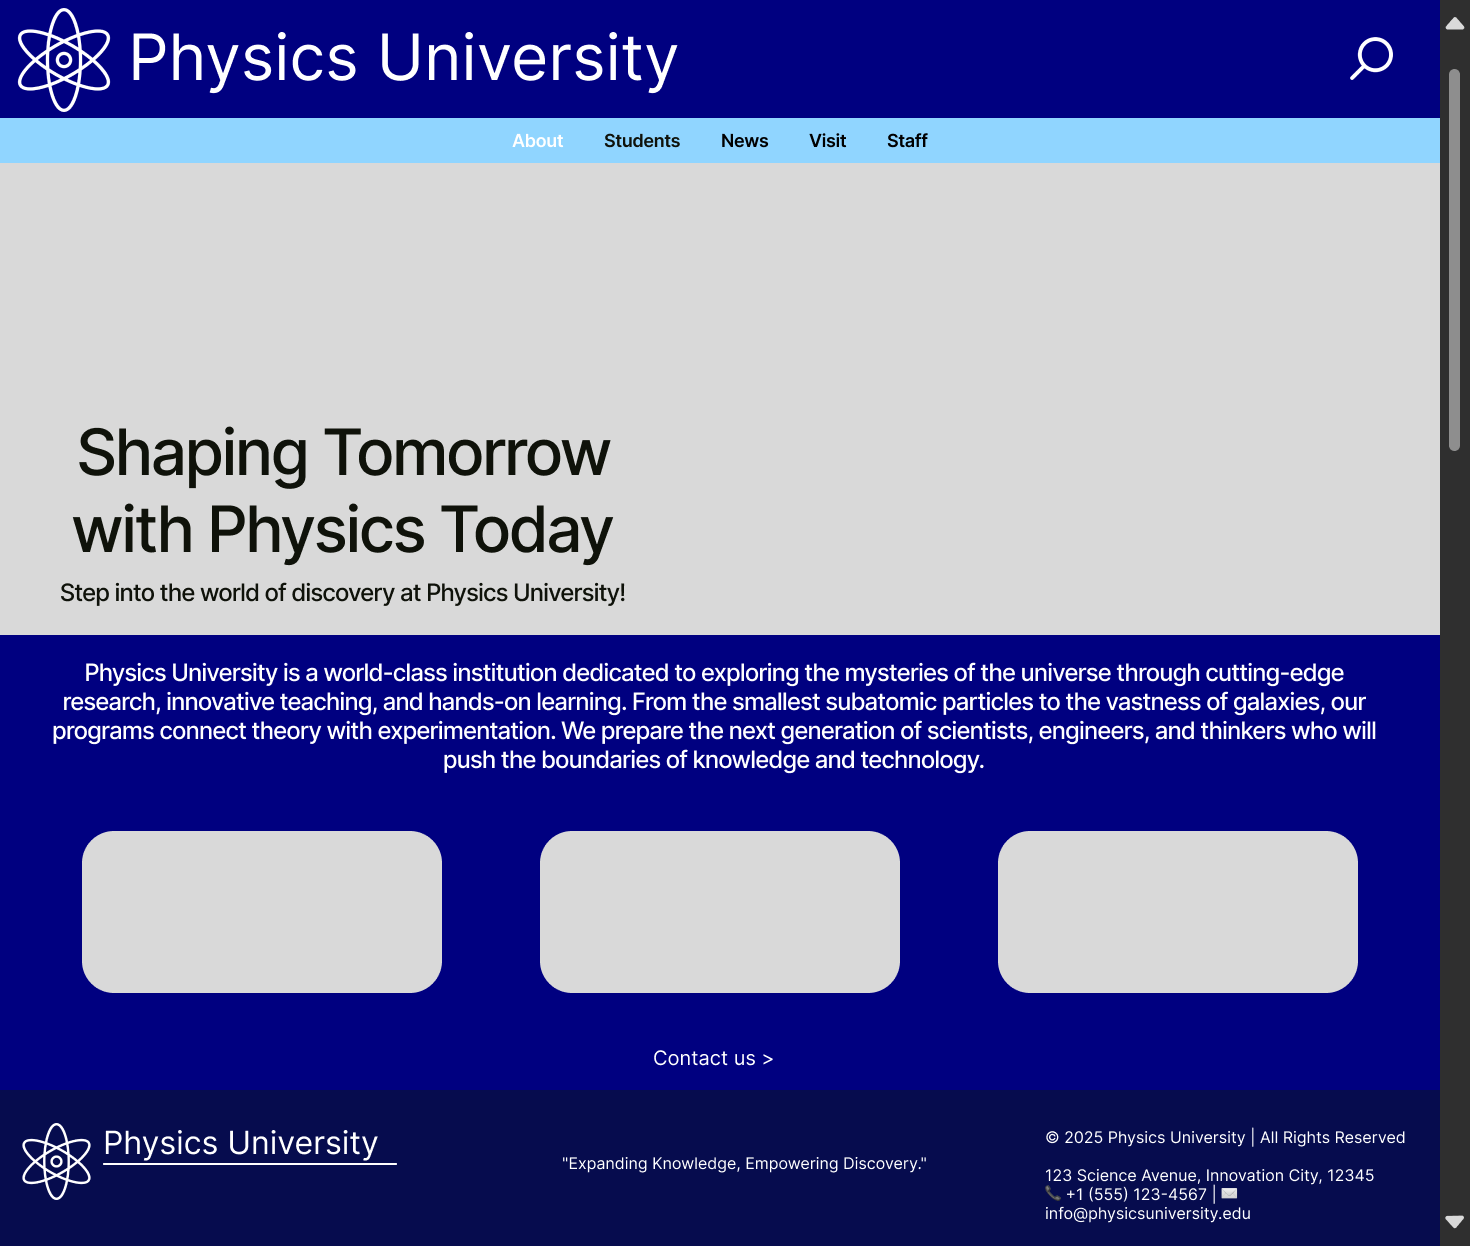 Physics University
About Students News Visit Staff
Shaping Tomorrow
with Physics Today
Step into the world of discovery at Physics University!
Physics University is a world-class institution dedicated to exploring the mysteries of the universe through cutting-edge
research, innovative teaching, and hands-on learning. From the smallest subatomic particles to the vastness of galaxies, our
programs connect theory with experimentation. We prepare the next generation of scientists, engineers, and thinkers who will
push the boundaries of knowledge and technology.
Contact us >
Physics University
"Expanding Knowledge, Empowering Discovery."
© 2025 Physics University | All Rights Reserved
123 Science Avenue, Innovation City, 12345
📞 +1 (555) 123-4567 | ✉️
info@physicsuniversity.edu